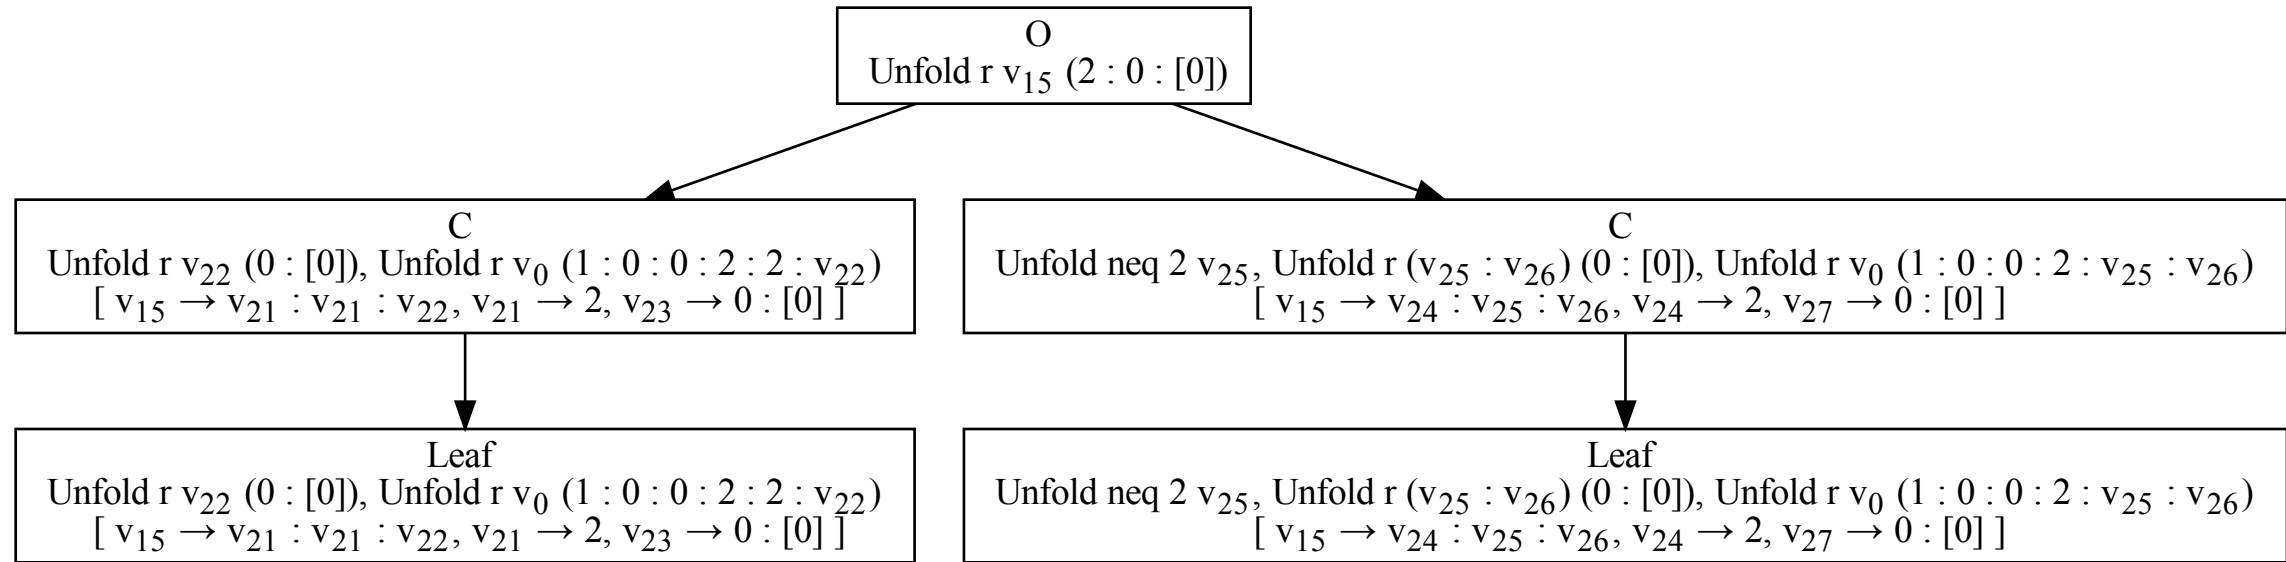 O
Unfold r v₁₅ (2 : 0 : [0])
C
Unfold r v₂₂ (0 : [0]), Unfold r v₀ (1 : 0 : 0 : 2 : 2 : v₂₂)
[ v₁₅ → v₂₁ : v₂₁ : v₂₂, v₂₁ → 2, v₂₃ → 0 : [0] ]
C
Unfold neq 2 v₂₅, Unfold r (v₂₅ : v₂₆) (0 : [0]), Unfold r v₀ (1 : 0 : 0 : 2 : v₂₅ : v₂₆)
[ v₁₅ → v₂₄ : v₂₅ : v₂₆, v₂₄ → 2, v₂₇ → 0 : [0] ]
Leaf
Unfold r v₂₂ (0 : [0]), Unfold r v₀ (1 : 0 : 0 : 2 : 2 : v₂₂)
[ v₁₅ → v₂₁ : v₂₁ : v₂₂, v₂₁ → 2, v₂₃ → 0 : [0] ]
Leaf
Unfold neq 2 v₂₅, Unfold r (v₂₅ : v₂₆) (0 : [0]), Unfold r v₀ (1 : 0 : 0 : 2 : v₂₅ : v₂₆)
[ v₁₅ → v₂₄ : v₂₅ : v₂₆, v₂₄ → 2, v₂₇ → 0 : [0] ]